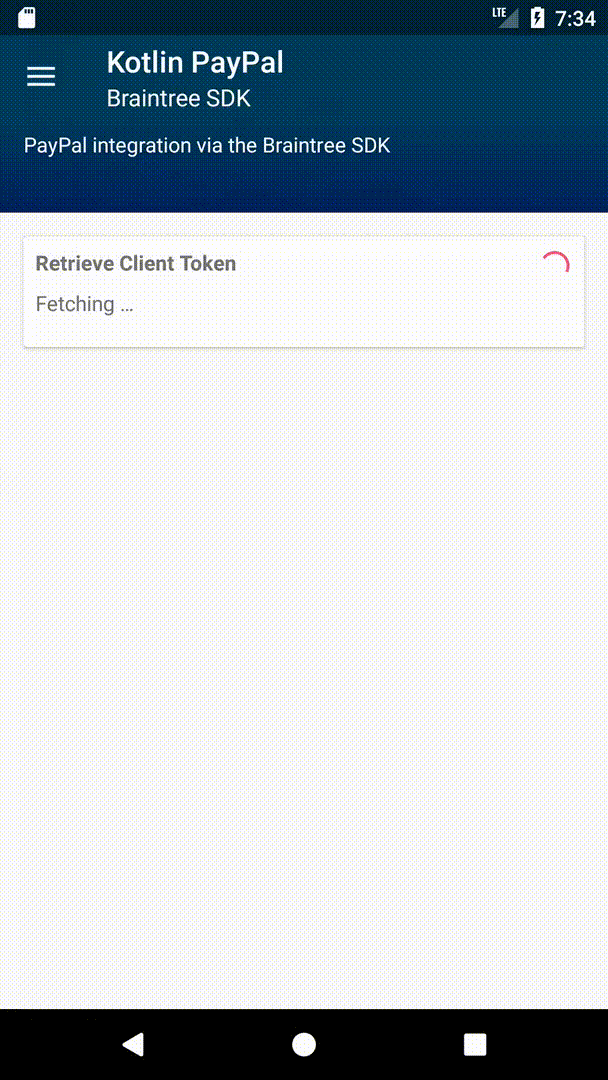 LTE 7:34
Kotlin PayPal
Braintree SDK
PayPal integration via the Braintree SDK
Retrieve Client Token
Fetching ...